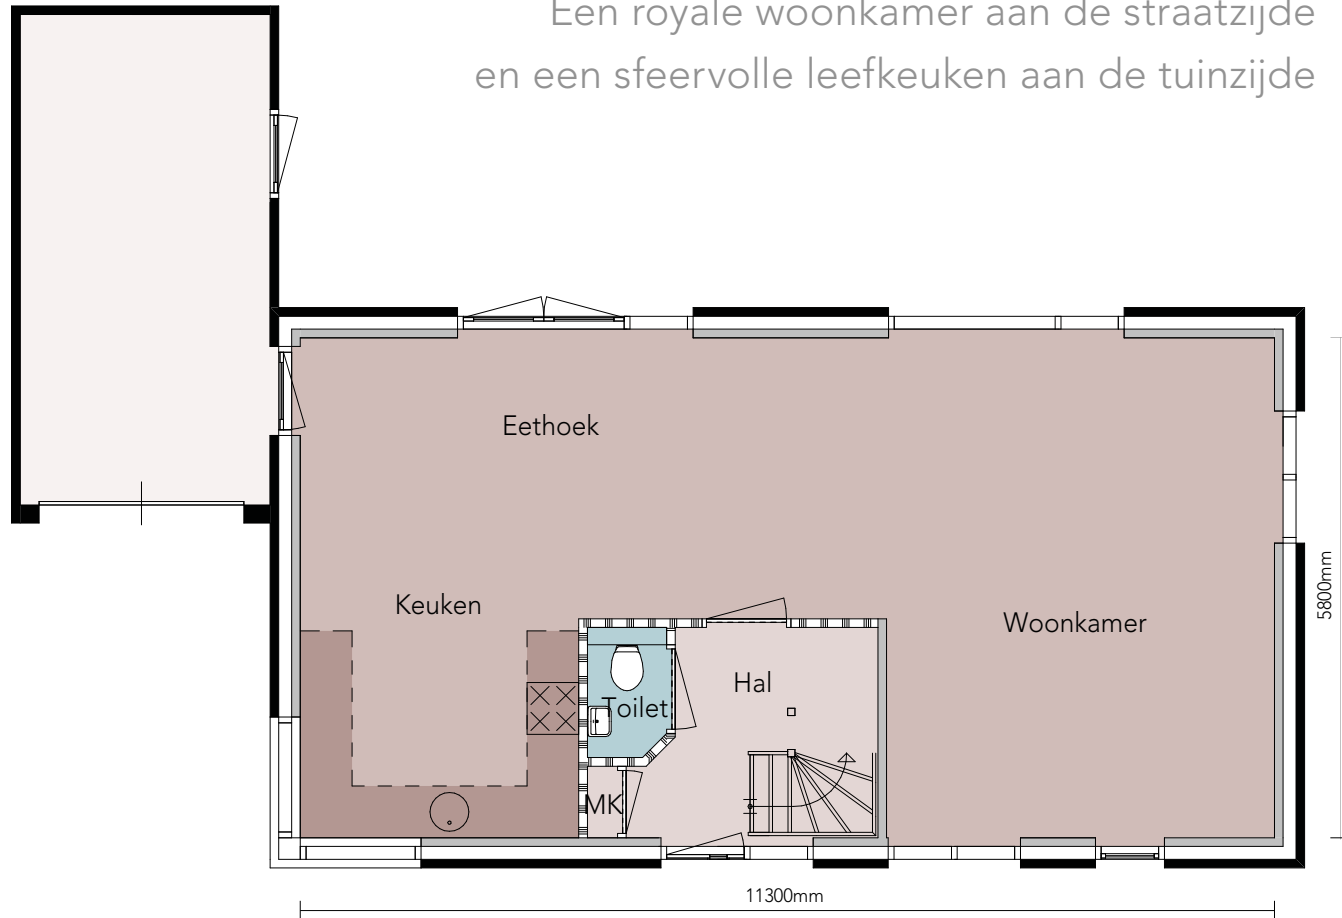 Een royale woonkamer aan de straatzijde
en een sfeervolle leefkeuken aan de tuinzijde
Eethoek
Keuken
Woonkamer
5800mm
Hal
Toilet
MK
11300mm